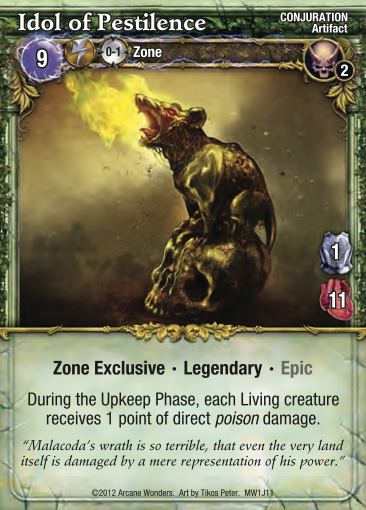 Idol of Pestilence
CONJURATION
Artifact
9
0-1
Zone
2
1
11
Zone Exclusive • Legendary • Epic
During the Upkeep Phase, each Living creature
receives 1 point of direct poison damage.
“Malacoda’s wrath is so terrible, that even the very land
itself is damaged by a mere representation of his power.”
©2012 Arcane Wonders. Art by Tikos Peter. MW1J11